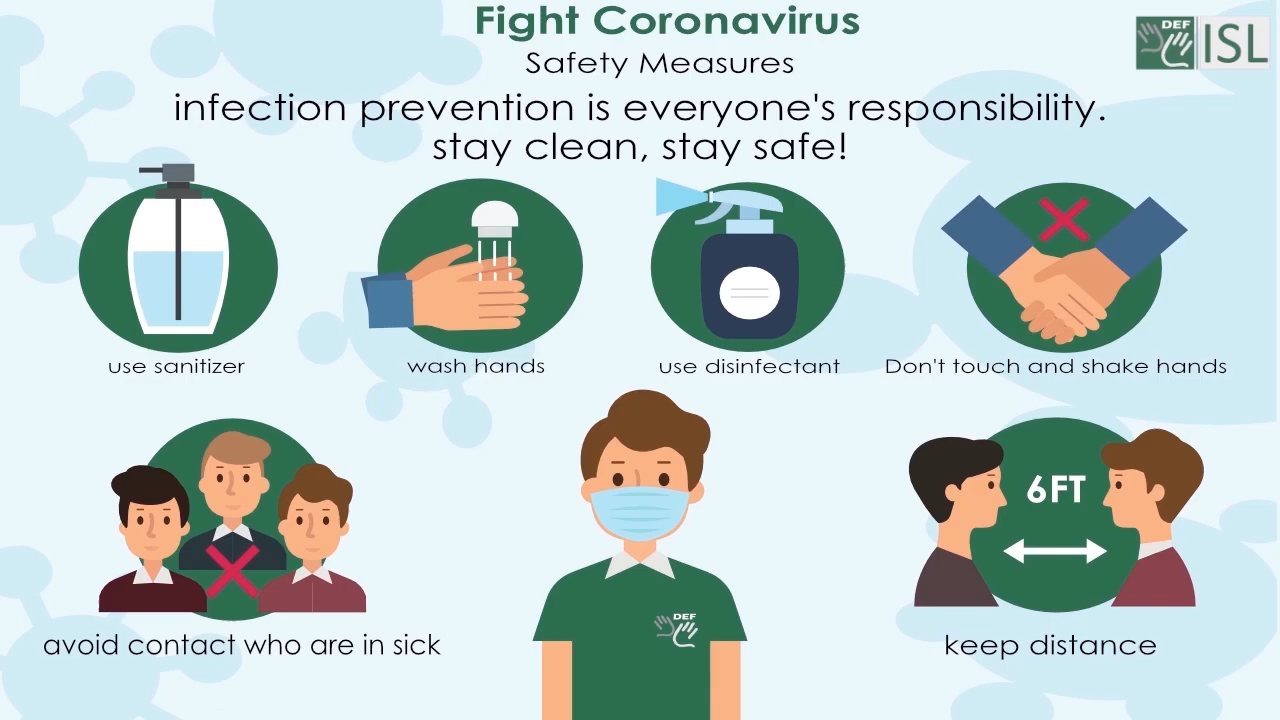 Fight Coronavirus
DEF
ISL
Safety Measures
infection prevention is everyone's responsibility.
stay clean, stay safe!
use sanitizer
wash hands
use disinfectant
Don't touch and shake hands
6FT
DEF
avoid contact who are in sick
keep distance